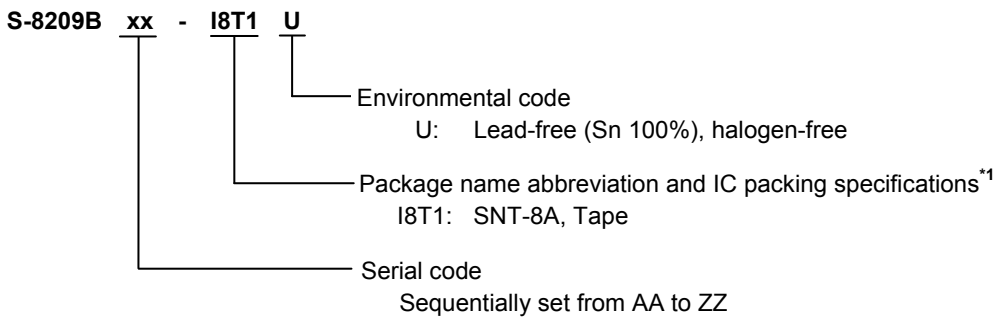 S-8209B xx - I8T1 U
Environmental code
U: Lead-free (Sn 100%), halogen-free
Package name abbreviation and IC packing specifications*1
I8T1: SNT-8A, Tape
Serial code
Sequentially set from AA to ZZ